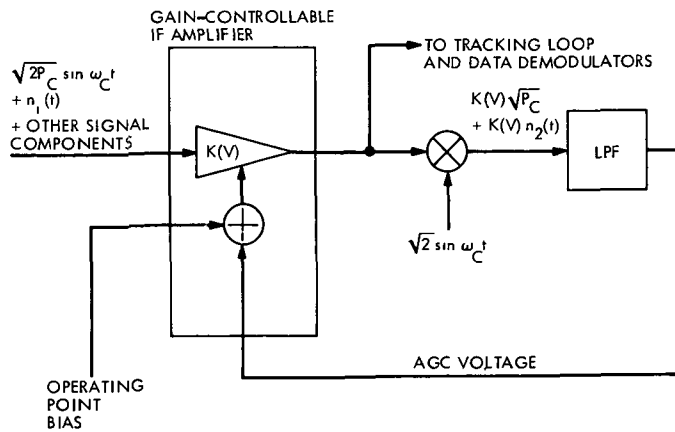 GAIN-CONTROLLABLE
IF AMPLIFIER
√2P_C sin ω_C t
+ n_1(t)
+ OTHER SIGNAL
COMPONENTS
K(V)
TO TRACKING LOOP
AND DATA DEMODULATORS
K(V) √P_C
+ K(V) n_2(t)
LPF
√2 sin ω_C t
AGC VOLTAGE
OPERATING
POINT
BIAS